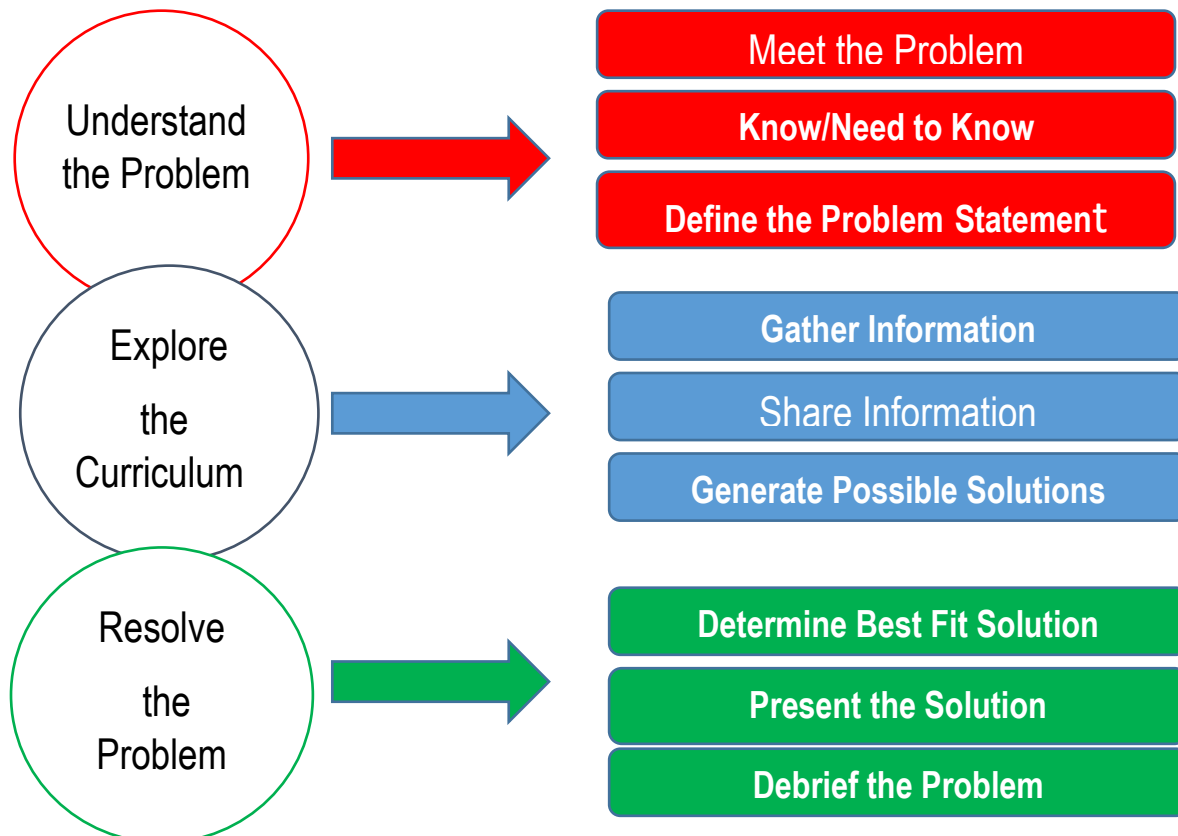 Understand
the Problem
Meet the Problem
Know/Need to Know
Define the Problem Statement
Explore
the
Curriculum
Gather Information
Share Information
Generate Possible Solutions
Resolve
the
Problem
Determine Best Fit Solution
Present the Solution
Debrief the Problem